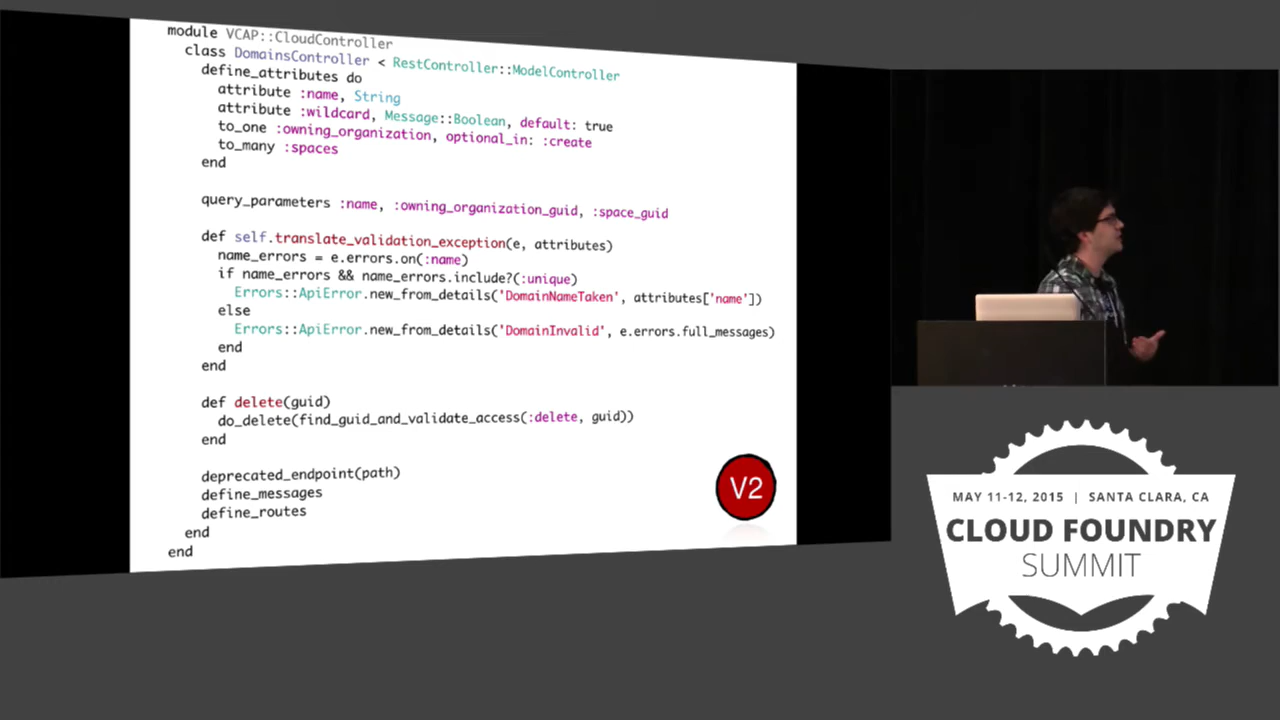 module VCAP::CloudController
class DomainsController < RestController::ModelController
define_attributes do
attribute :name, String
attribute :wildcard, Message::Boolean, default: true
to_one :owning_organization, optional_in: :create
to_many :spaces
end
query_parameters :name, :owning_organization_guid, :space_guid
def self.translate_validation_exception(e, attributes)
name_errors = e.errors.on(:name)
if name_errors && name_errors.include?(:unique)
Errors::ApiError.new_from_details('DomainNameTaken', attributes['name'])
else
Errors::ApiError.new_from_details('DomainInvalid', e.errors.full_messages)
end
end
def delete(guid)
do_delete(find_guid_and_validate_access(:delete, guid))
end
deprecated_endpoint(path)
define_messages
define_routes
end
end
V2
MAY 11-12, 2015 | SANTA CLARA, CA
CLOUD FOUNDRY
SUMMIT